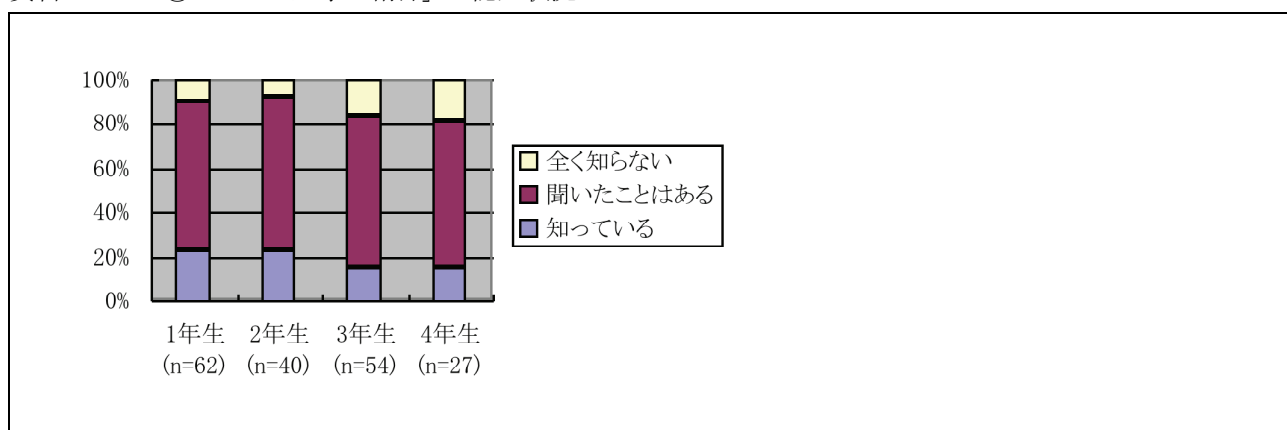 100%
80%
60%
40%
20%
0%
1年生 2年生 3年生 4年生
(n=62) (n=40) (n=54) (n=27)
全く知らない
聞いたことはある
知っている